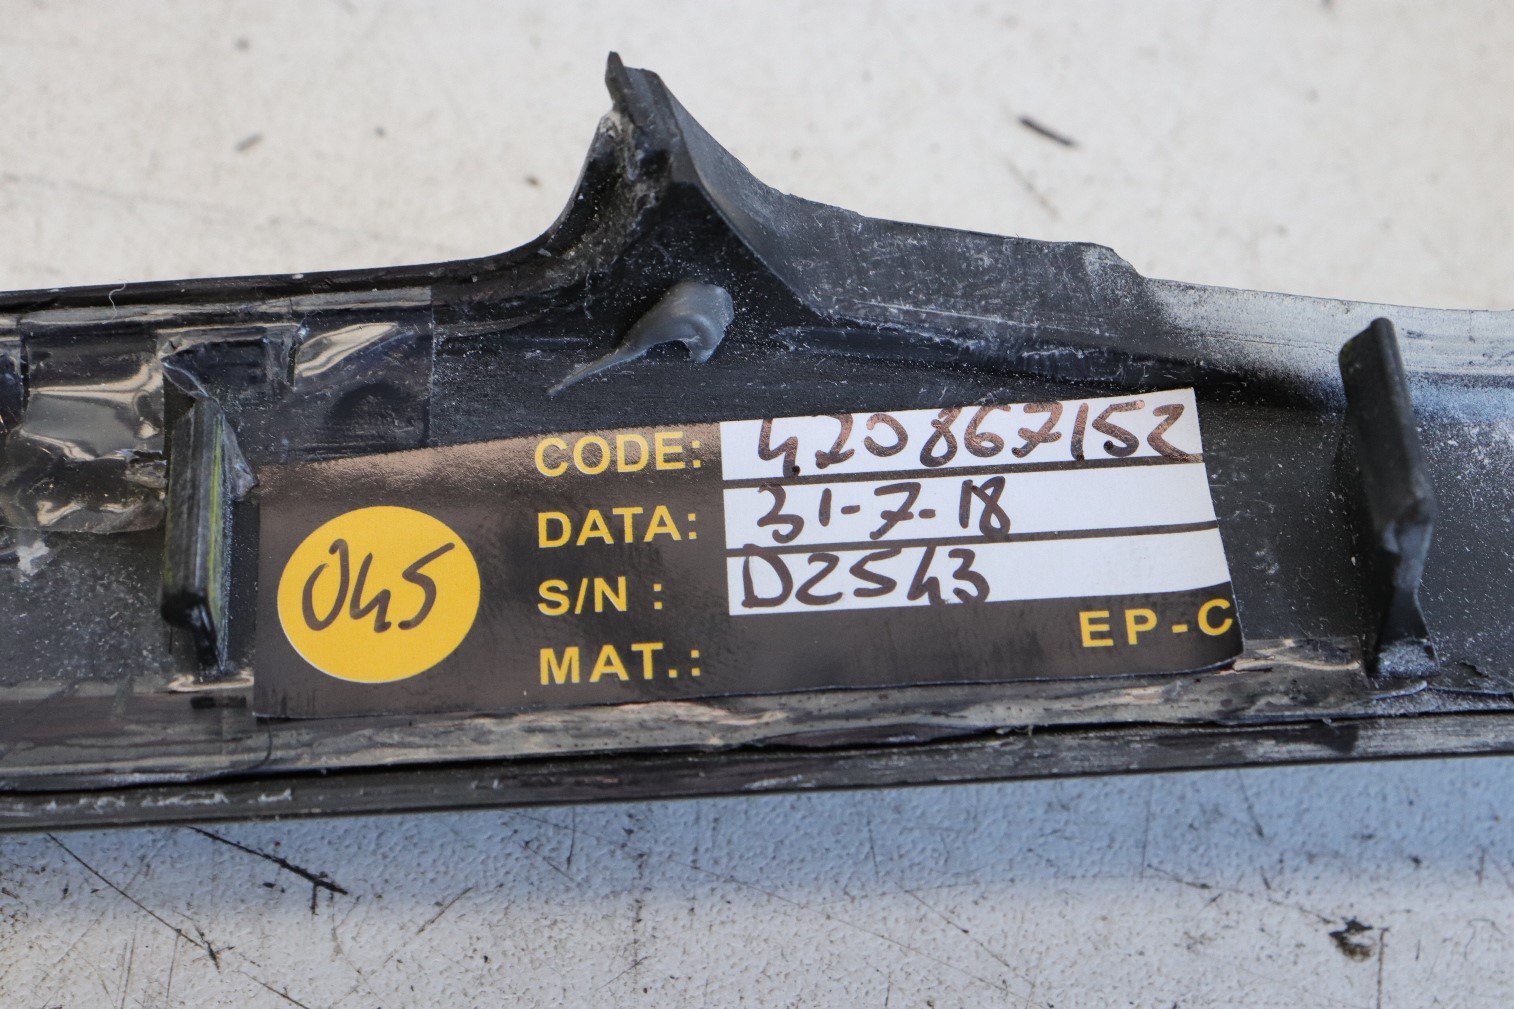 CODE: 420867152
DATA: 31-7-18
S/N : D2543
MAT.: EP-C
045